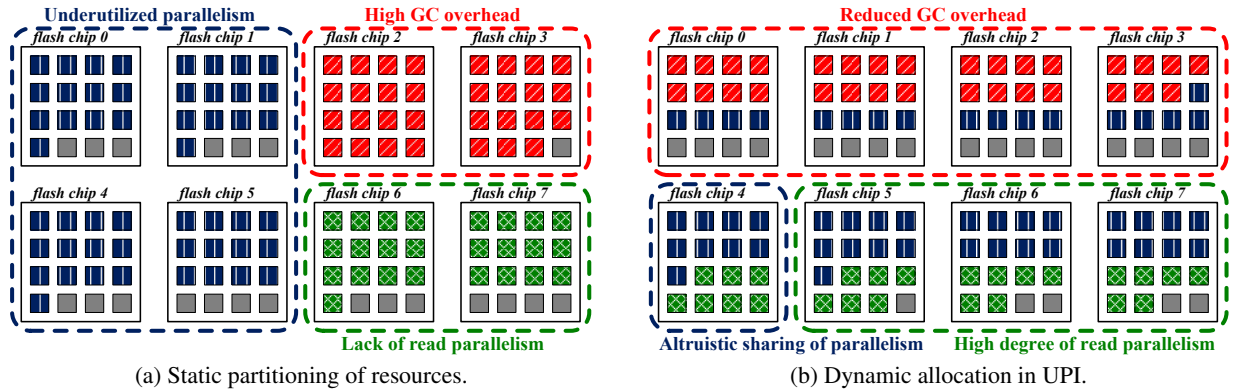 Underutilized parallelism
High GC overhead
flash chip 0
flash chip 1
flash chip 2
flash chip 3
flash chip 4
flash chip 5
flash chip 6
flash chip 7
Lack of read parallelism
(a) Static partitioning of resources.
Reduced GC overhead
flash chip 0
flash chip 1
flash chip 2
flash chip 3
flash chip 4
flash chip 5
flash chip 6
flash chip 7
Altruistic sharing of parallelism
High degree of read parallelism
(b) Dynamic allocation in UPI.